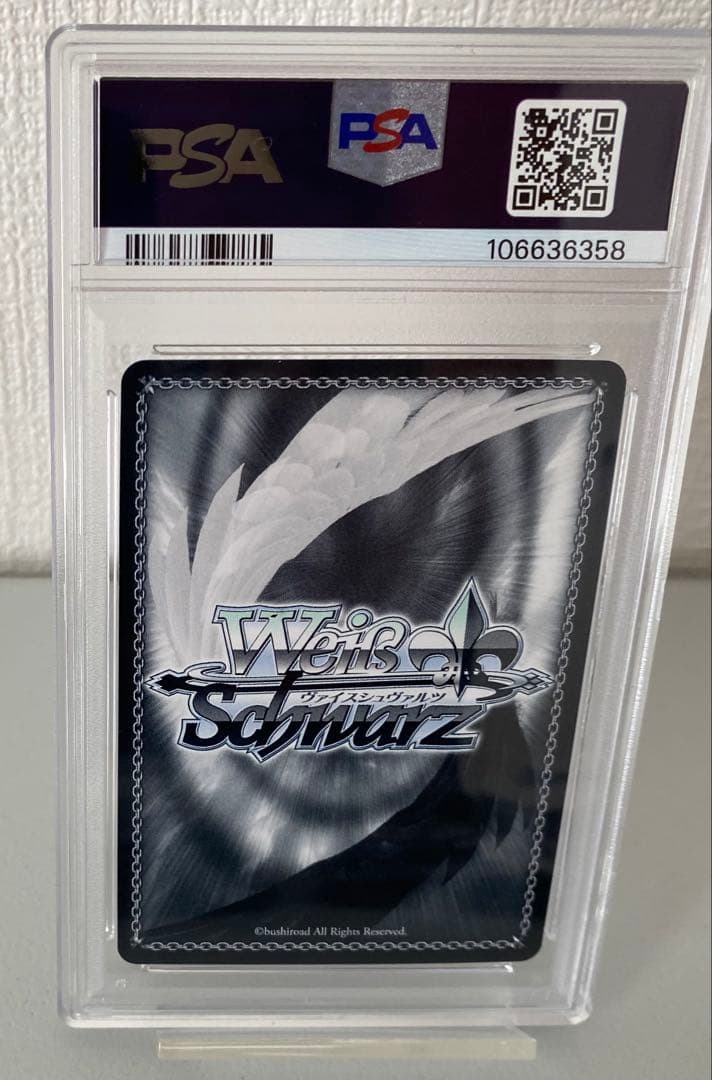 PSA
PSA
106636358
Weiß
ヴァイスシュヴァルツ
Schwarz
©bushiroad All Rights Reserved.